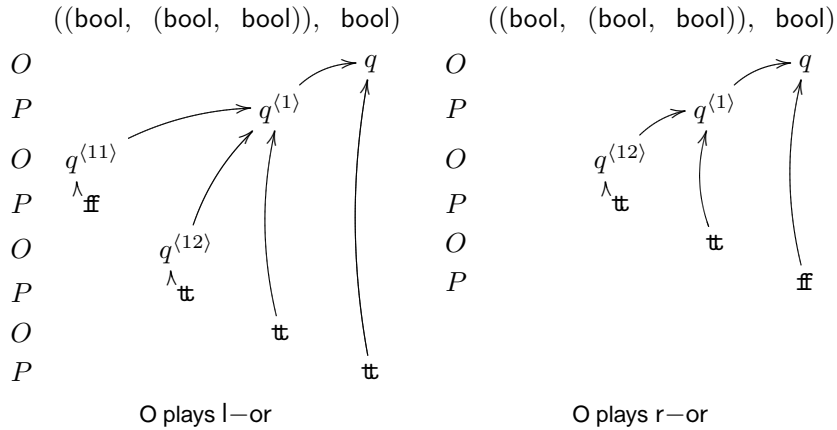 ((bool, (bool, bool)), bool) ((bool, (bool, bool)), bool)
O q q
P q⟨1⟩ q⟨1⟩
O q⟨11⟩ q⟨12⟩
P ff tt
O q⟨12⟩ tt
P tt ff
O tt
P tt
O
P
O
P
O
P
O plays l−or O plays r−or